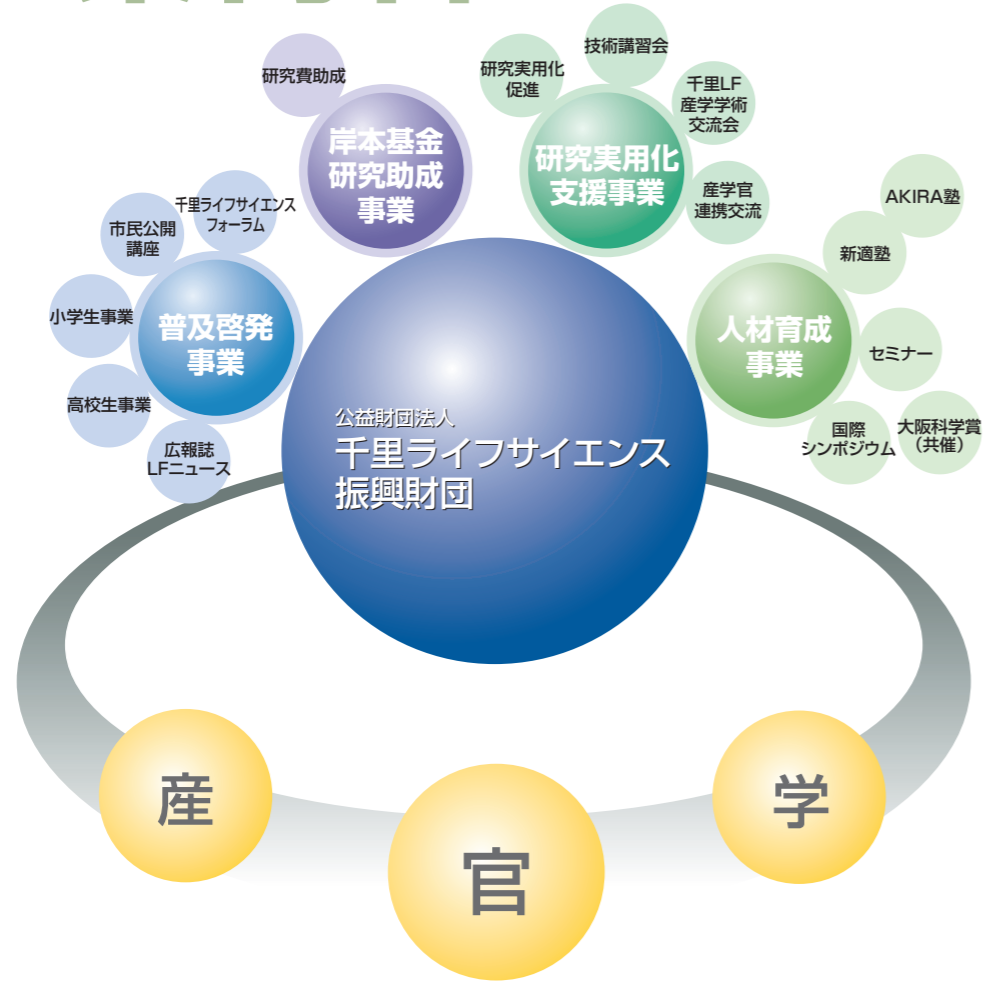 研究費助成
岸本基金
研究助成
事業
研究実用化
促進
技術講習会
千里LF
産学学術
交流会
産学官
連携交流
研究実用化
支援事業
千里ライフサイエンス
フォーラム
市民公開
講座
小学生事業
高校生事業
広報誌
LFニュース
普及啓発
事業
AKIRA塾
新適塾
セミナー
大阪科学賞
（共催）
国際
シンポジウム
人材育成
事業
公益財団法人
千里ライフサイエンス
振興財団
産
官
学